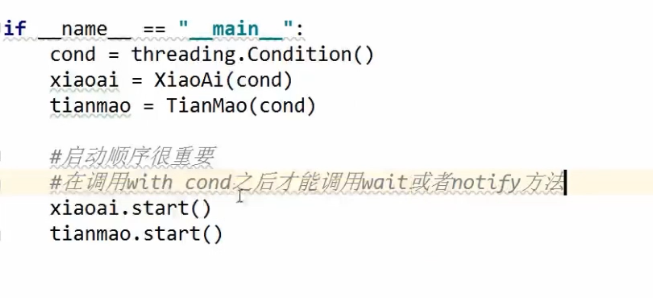 if __name__ == "__main__":
    cond = threading.Condition()
    xiaoai = XiaoAi(cond)
    tianmao = TianMao(cond)

    #启动顺序很重要
    #在调用with cond之后才能调用wait或者notify方法
    xiaoai.start()
    tianmao.start()